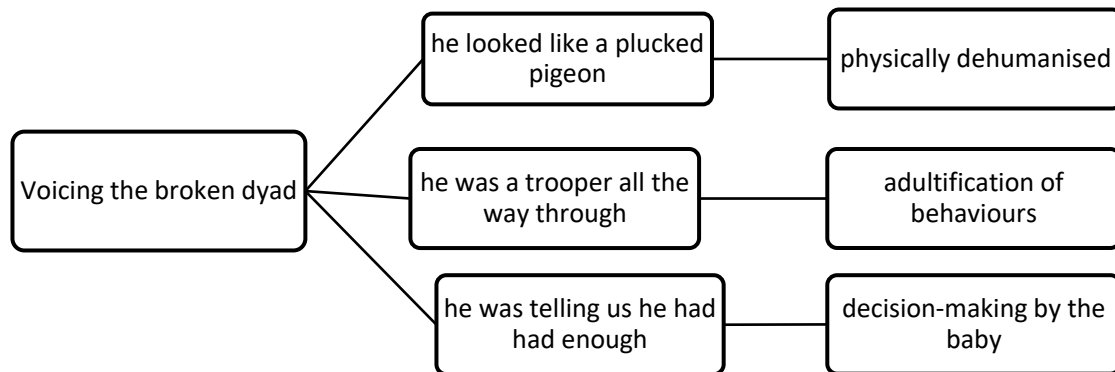 Voicing the broken dyad
he looked like a plucked
pigeon
physically dehumanised
he was a trooper all the
way through
adultification of
behaviours
he was telling us he had
had enough
decision-making by the
baby